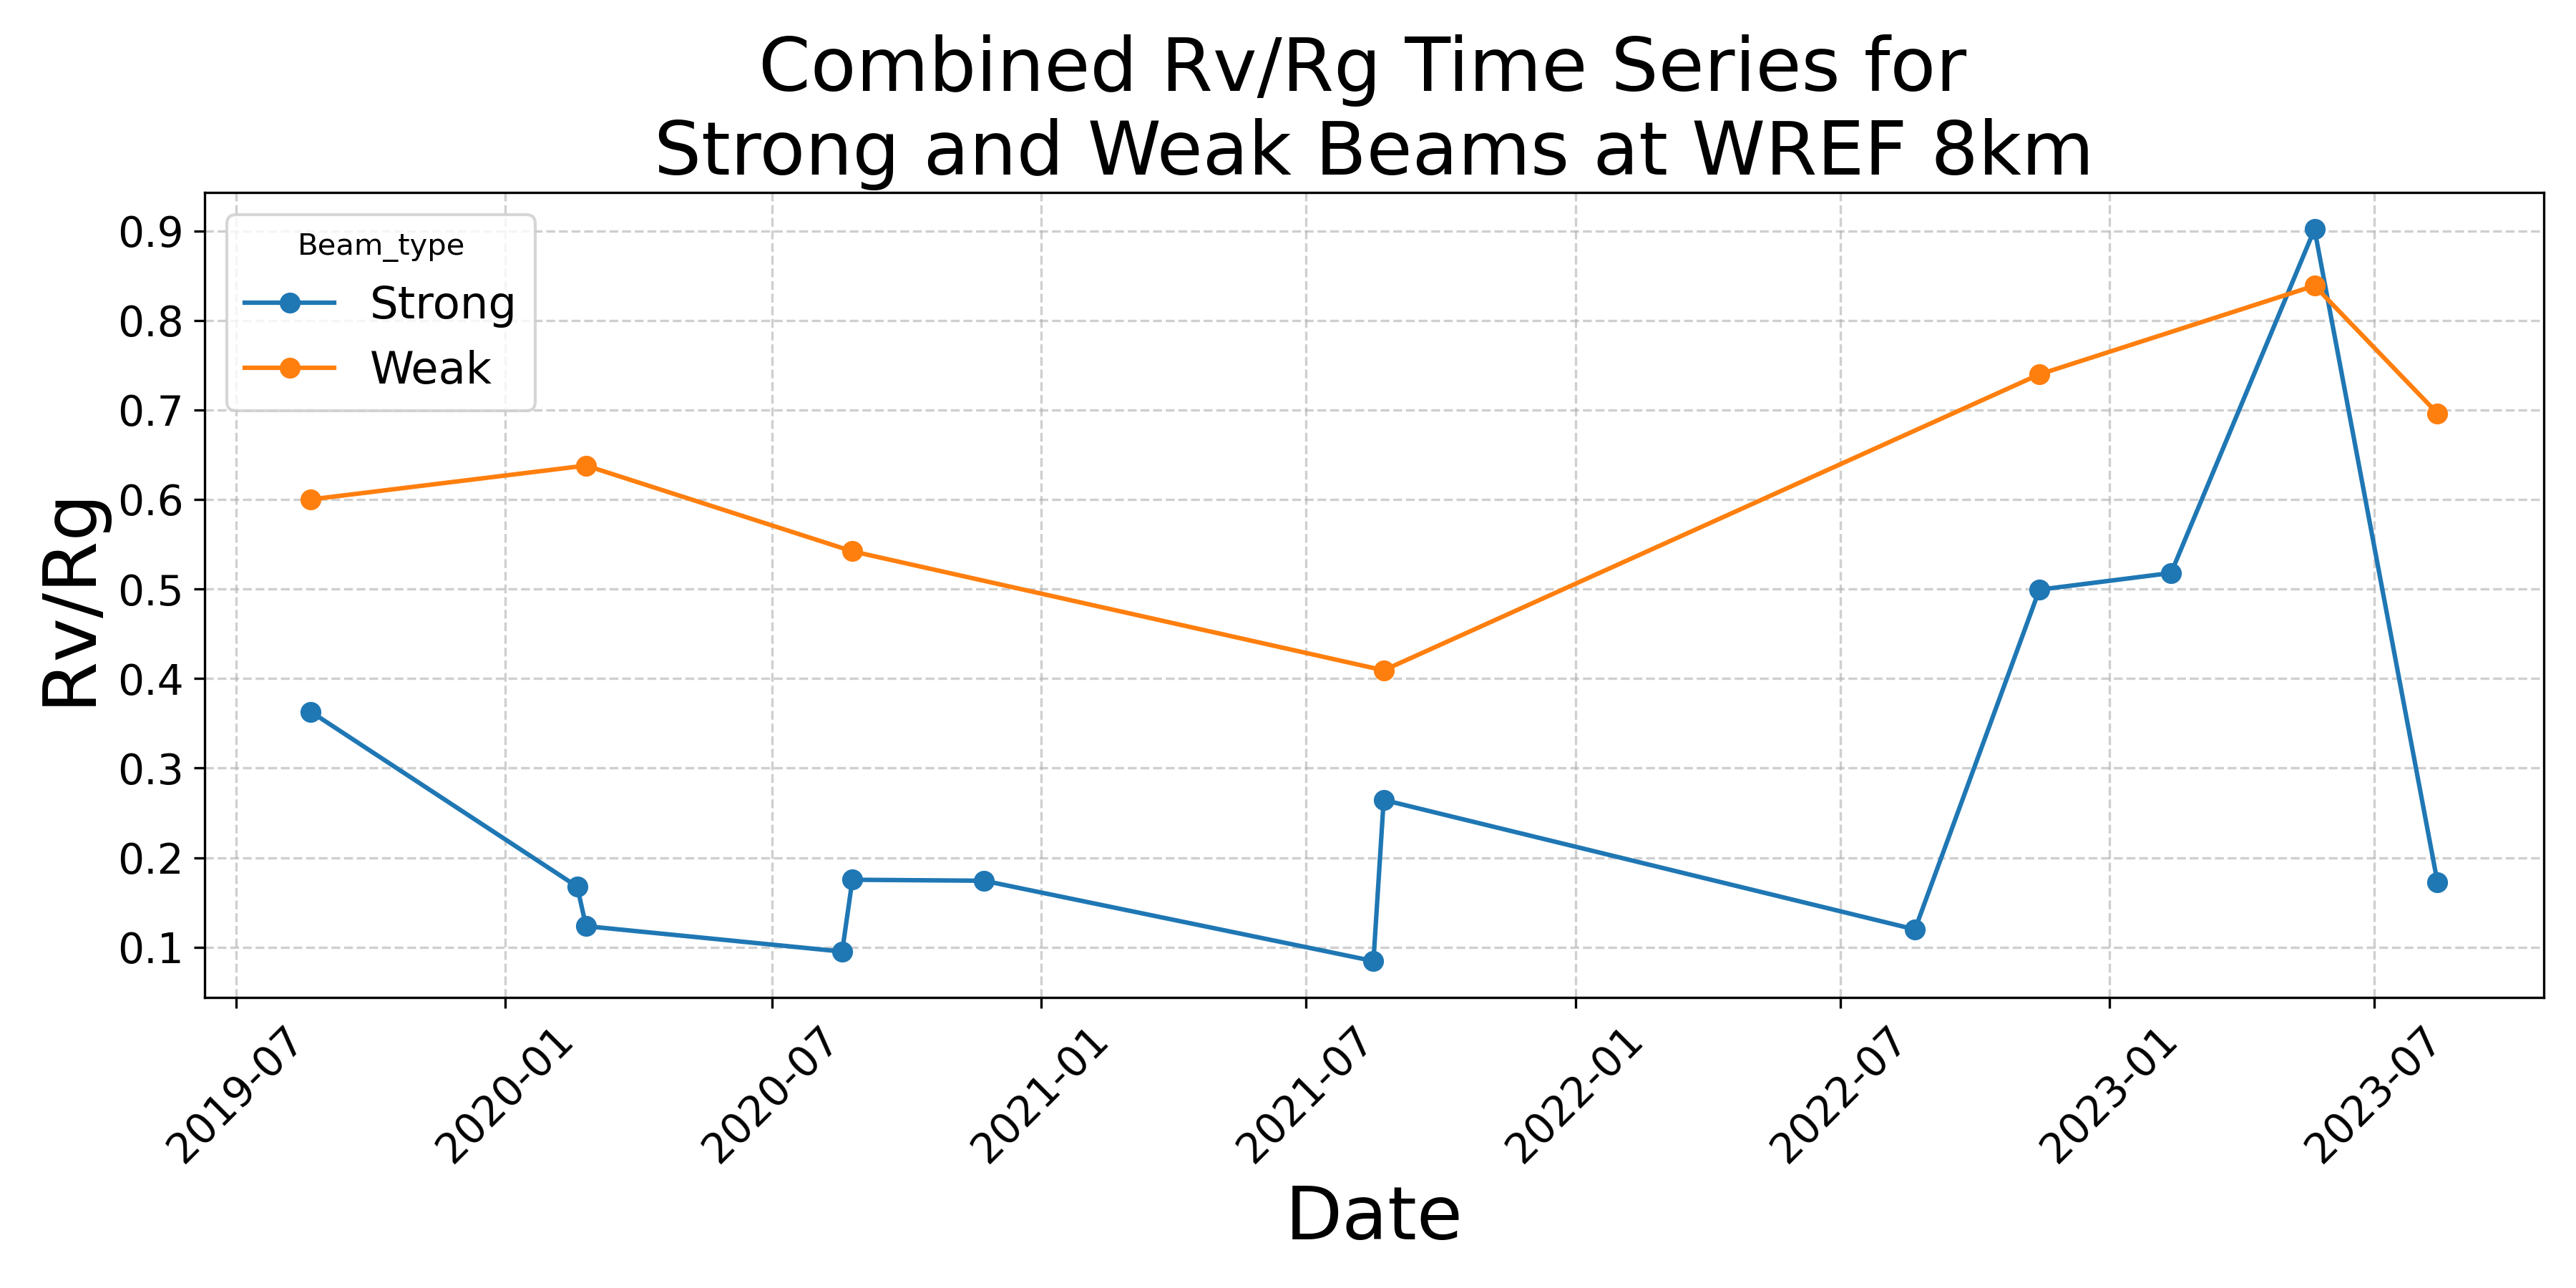 Combined Rv/Rg Time Series for
Strong and Weak Beams at WREF 8km
Beam_type
Strong
Weak
Rv/Rg
0.9
0.8
0.7
0.6
0.5
0.4
0.3
0.2
0.1
2019-07
2020-01
2020-07
2021-01
2021-07
2022-01
2022-07
2023-01
2023-07
Date